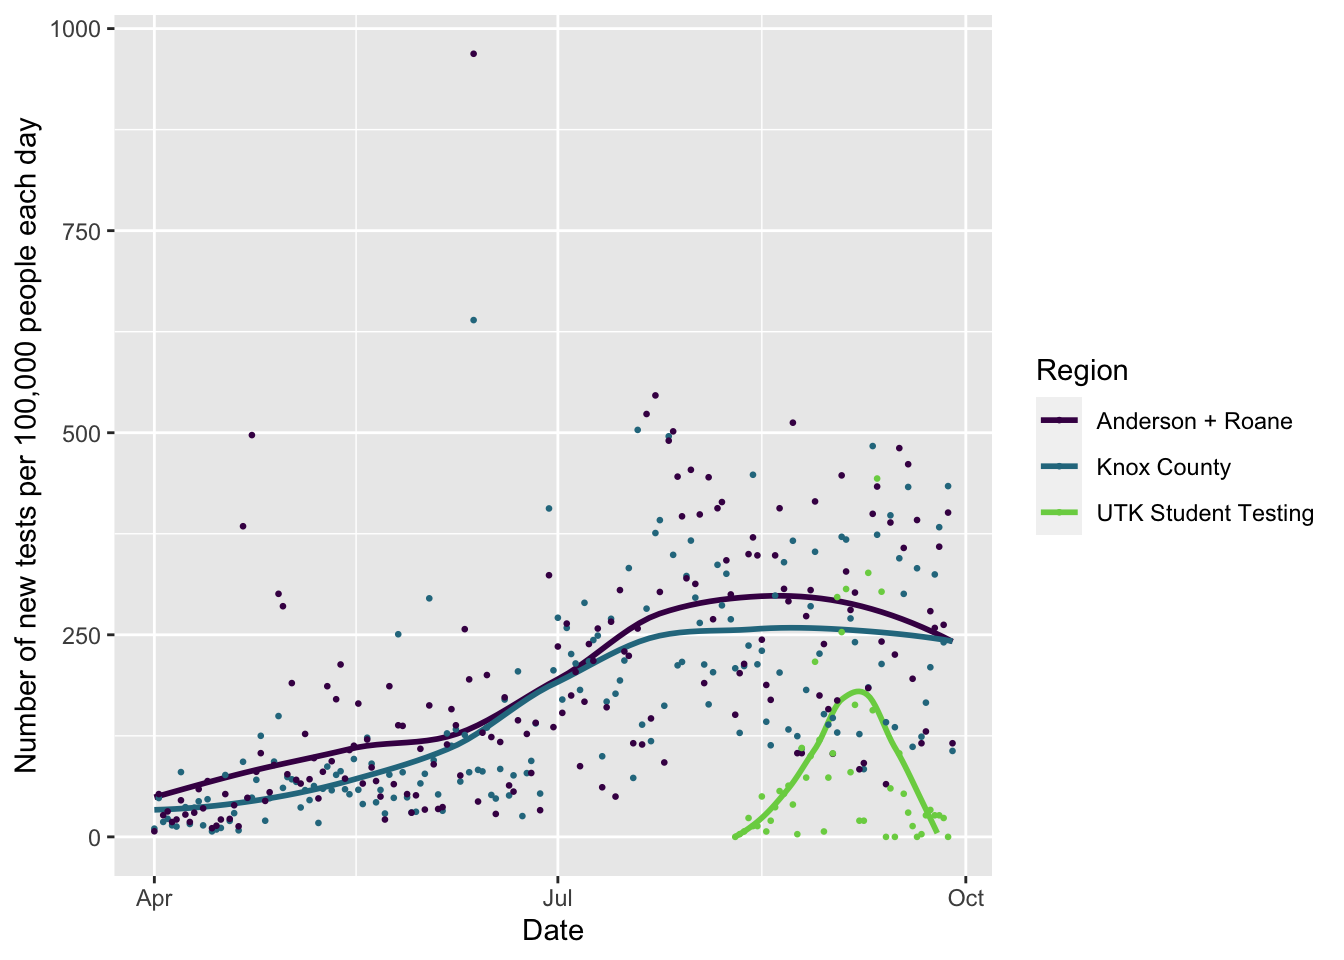 Number of new tests per 100,000 people each day
1000
750
500
250
0
Apr
Jul
Oct
Date
Region
Anderson + Roane
Knox County
UTK Student Testing